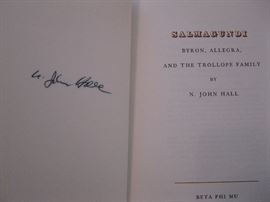 N. John Hall
SALMAGUNDI
BYRON, ALLEGRA,
AND THE TROLLOPE FAMILY
BY
N. JOHN HALL
BETA PHI MU